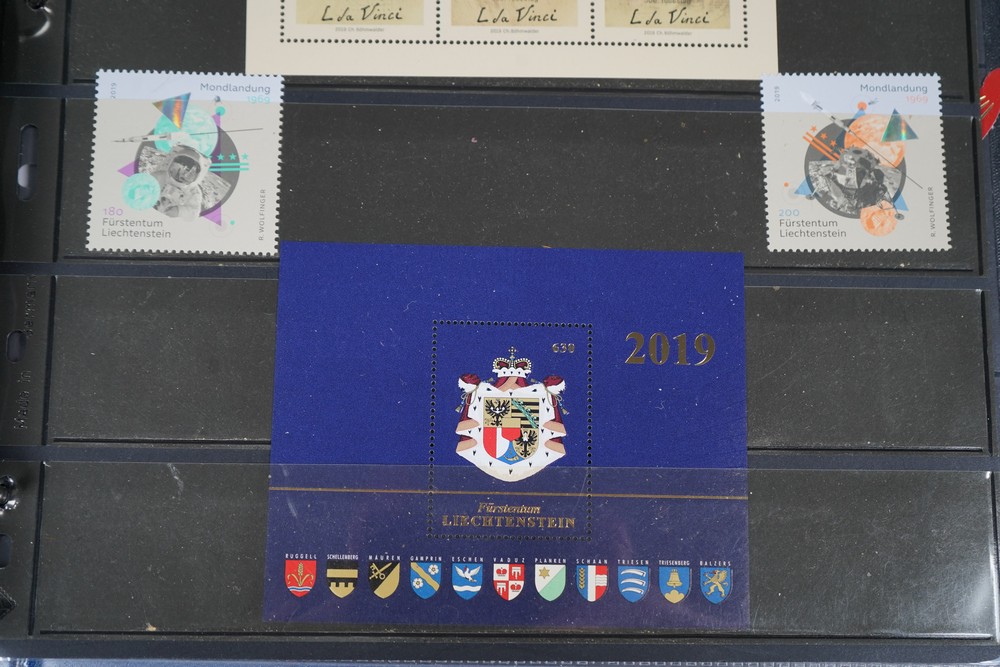 L da Vinci
L da Vinci
L da Vinci
2019
Mondlandung
1969
180
Fürstentum
Liechtenstein
R. WOLFINGER
2019
Mondlandung
1969
200
Fürstentum
Liechtenstein
R. WOLFINGER
630
2019
Fürstentum
LIECHTENSTEIN
RUGGELL SCHELLENBERG MAUREN GAMPRIN ESCHEN VADUZ PLANKEN SCHAAN TRIESEN TRIESENBERG BALZERS